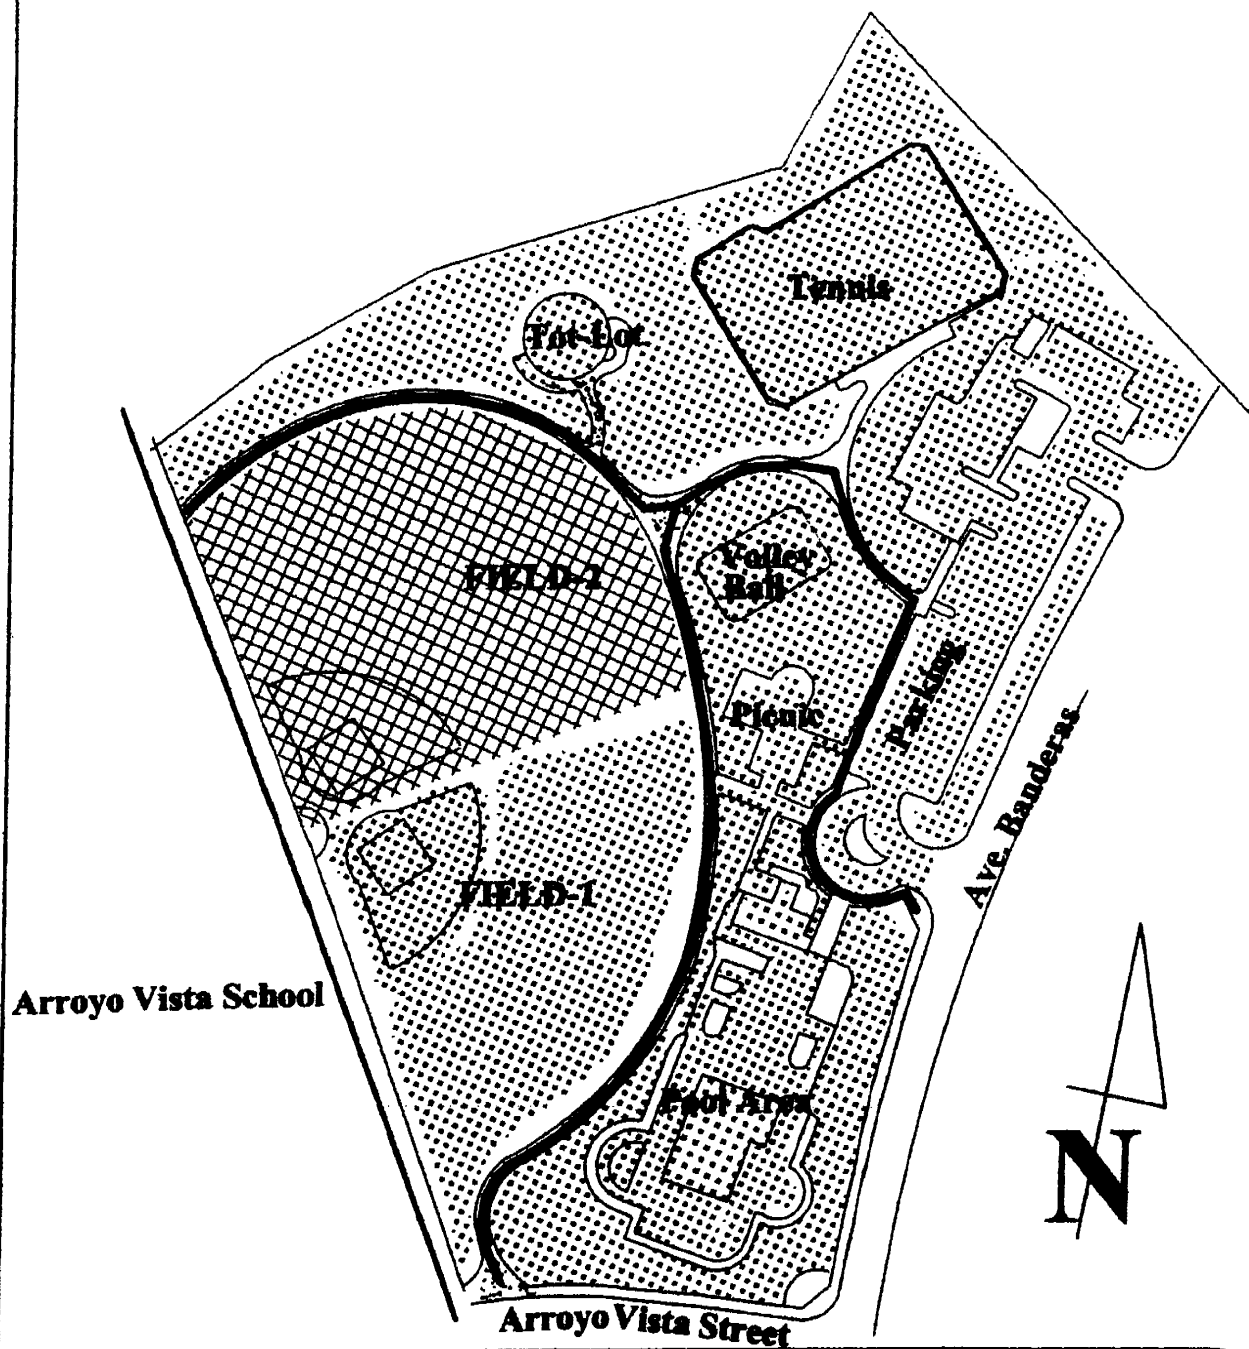 Tennis
Tot-Lot
Volley
Ball
FIELD-2
Parking
Picnic
Ave. Banderas
FIELD-1
Arroyo Vista School
Pool Area
N
Arroyo Vista Street